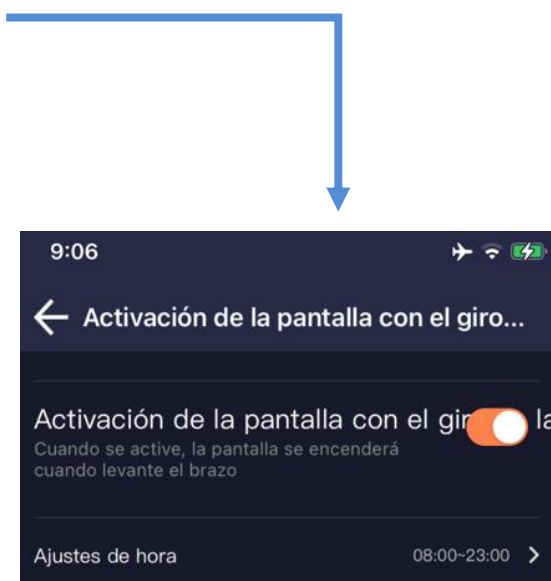 9:06
Activación de la pantalla con el giro...
Activación de la pantalla con el la
Cuando se active, la pantalla se encenderá
cuando levante el brazo
Ajustes de hora 08:00~23:00